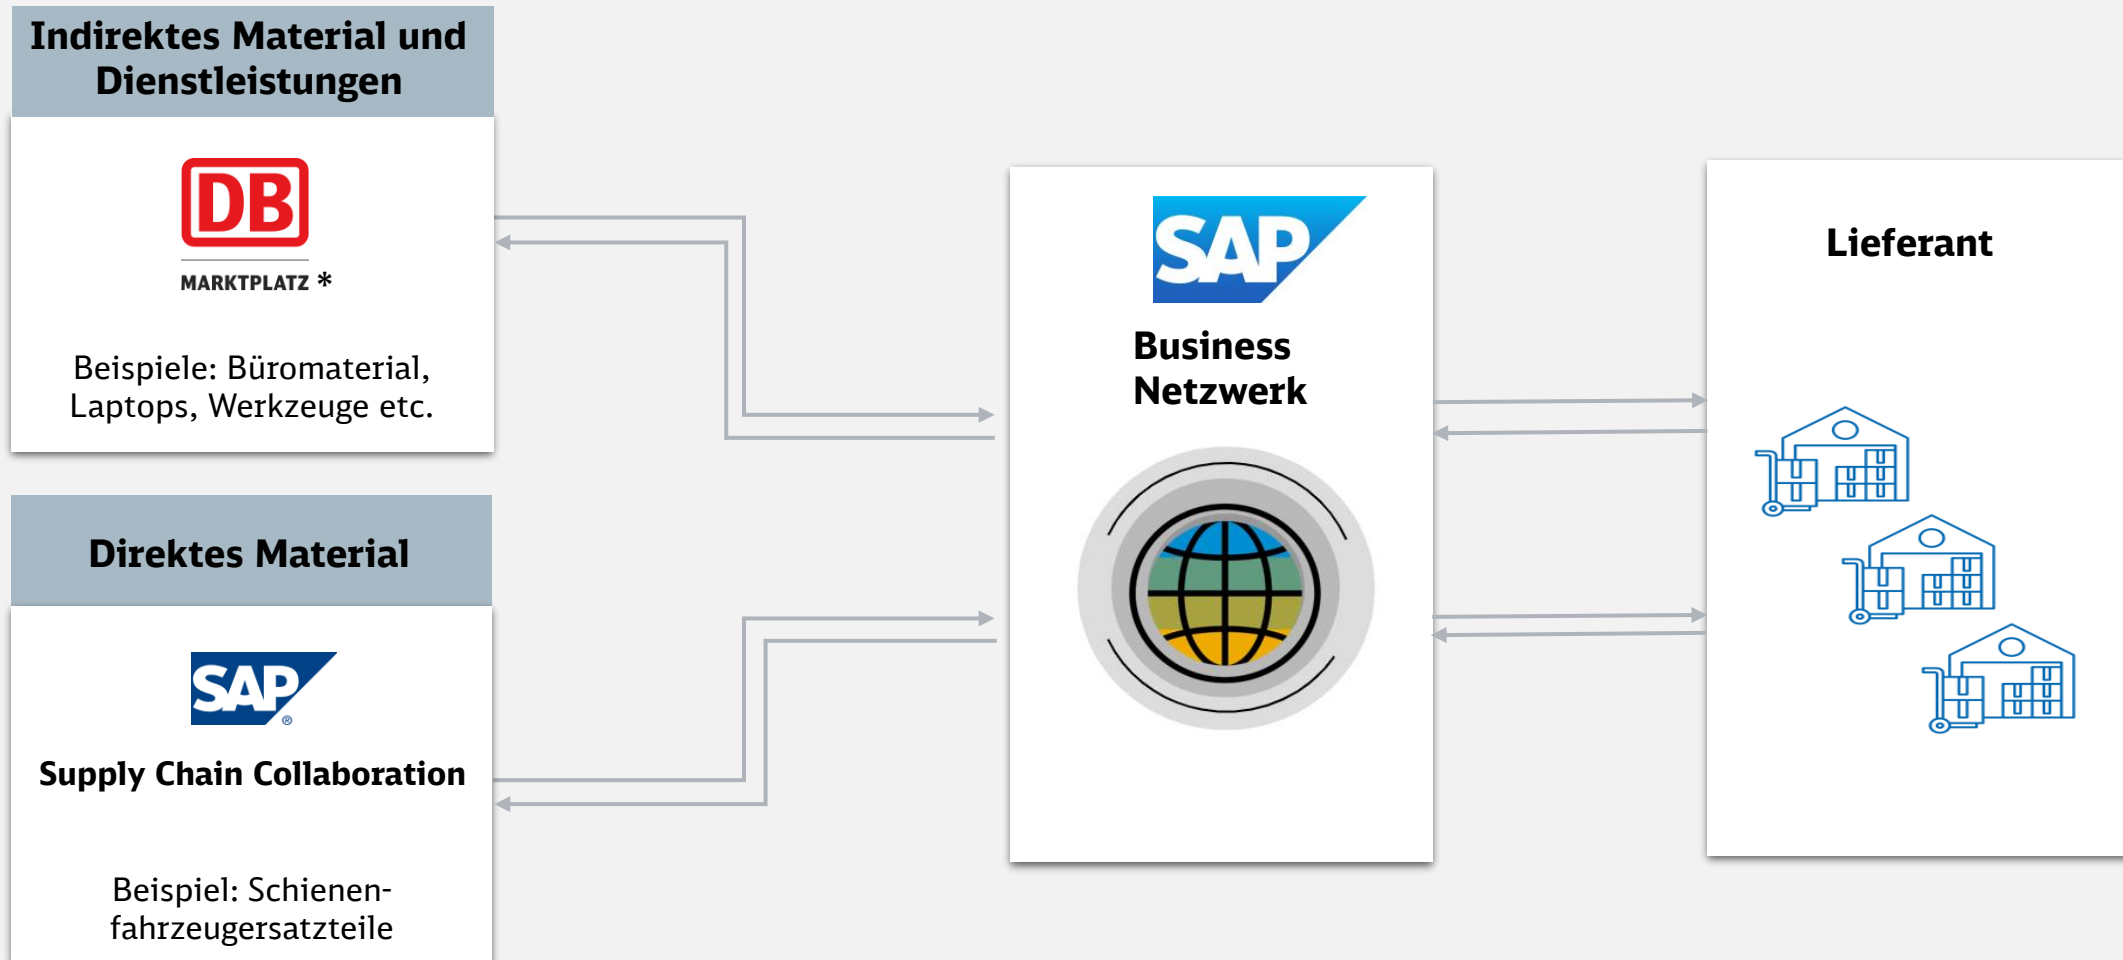 Indirektes Material und
Dienstleistungen
DB
MARKTPLATZ *
Beispiele: Büromaterial,
Laptops, Werkzeuge etc.
Direktes Material
SAP
®
Supply Chain Collaboration
Beispiel: Schienen-
fahrzeugersatzteile
SAP
Business
Netzwerk
Lieferant